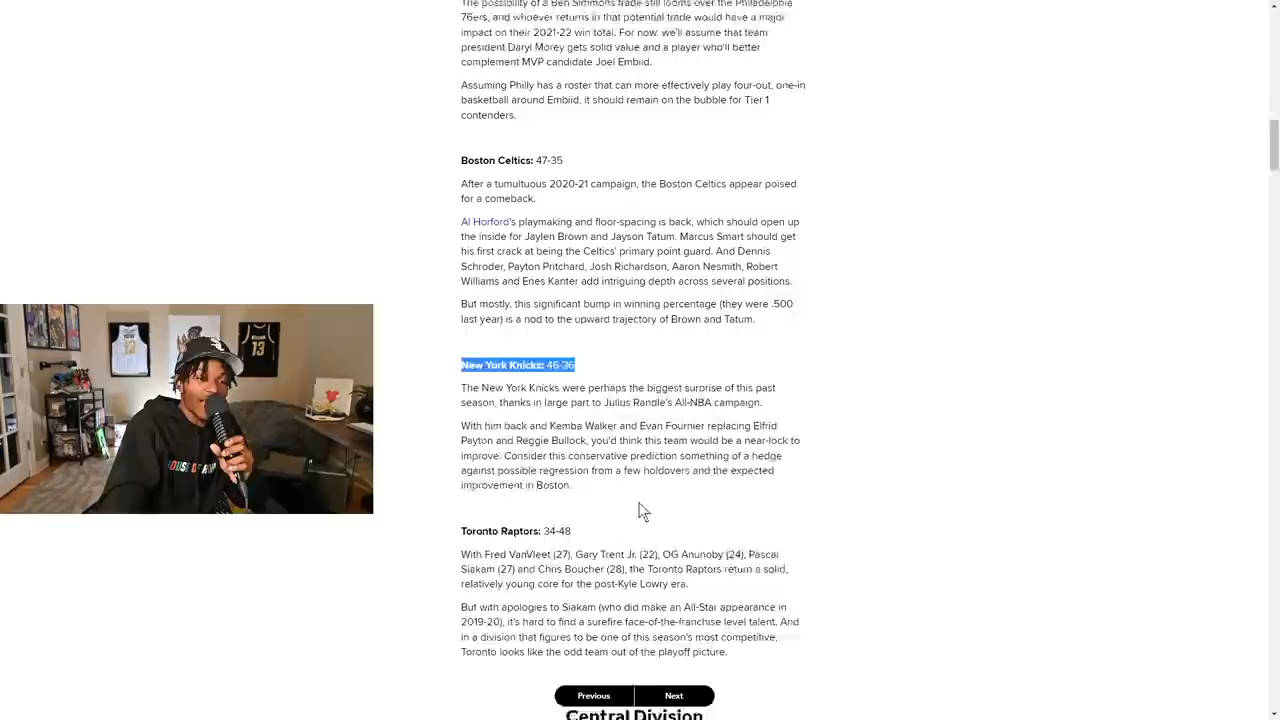 The possibility of a Ben Simmons trade still looms over the Philadelphia
76ers, and whoever returns in that potential trade would have a major
impact on their 2021-22 win total. For now, we'll assume that team
president Daryl Morey gets solid value and a player who'll better
complement MVP candidate Joel Embiid.
Assuming Philly has a roster that can more effectively play four-out, one-in
basketball around Embiid, it should remain on the bubble for Tier 1
contenders.
Boston Celtics: 47-35
After a tumultuous 2020-21 campaign, the Boston Celtics appear poised
for a comeback.
Al Horford's playmaking and floor-spacing is back, which should open up
the inside for Jaylen Brown and Jayson Tatum. Marcus Smart should get
his first crack at being the Celtics' primary point guard. And Dennis
Schroder, Payton Pritchard, Josh Richardson, Aaron Nesmith, Robert
Williams and Enes Kanter add intriguing depth across several positions.
But mostly, this significant bump in winning percentage (they were .500
last year) is a nod to the upward trajectory of Brown and Tatum.
New York Knicks: 46-36
The New York Knicks were perhaps the biggest surprise of this past
season, thanks in large part to Julius Randle's All-NBA campaign.
With him back and Kemba Walker and Evan Fournier replacing Elfrid
Payton and Reggie Bullock, you'd think this team would be a near-lock to
improve. Consider this conservative prediction something of a hedge
against possible regression from a few holdovers and the expected
improvement in Boston.
Toronto Raptors: 34-48
With Fred VanVleet (27), Gary Trent Jr. (22), OG Anunoby (24), Pascal
Siakam (27) and Chris Boucher (28), the Toronto Raptors return a solid,
relatively young core for the post-Kyle Lowry era.
But with apologies to Siakam (who did make an All-Star appearance in
2019-20), it's hard to find a surefire face-of-the-franchise level talent. And
in a division that figures to be one of this season's most competitive,
Toronto looks like the odd team out of the playoff picture.
Previous
Next
Central Division
13
HOUSE OF